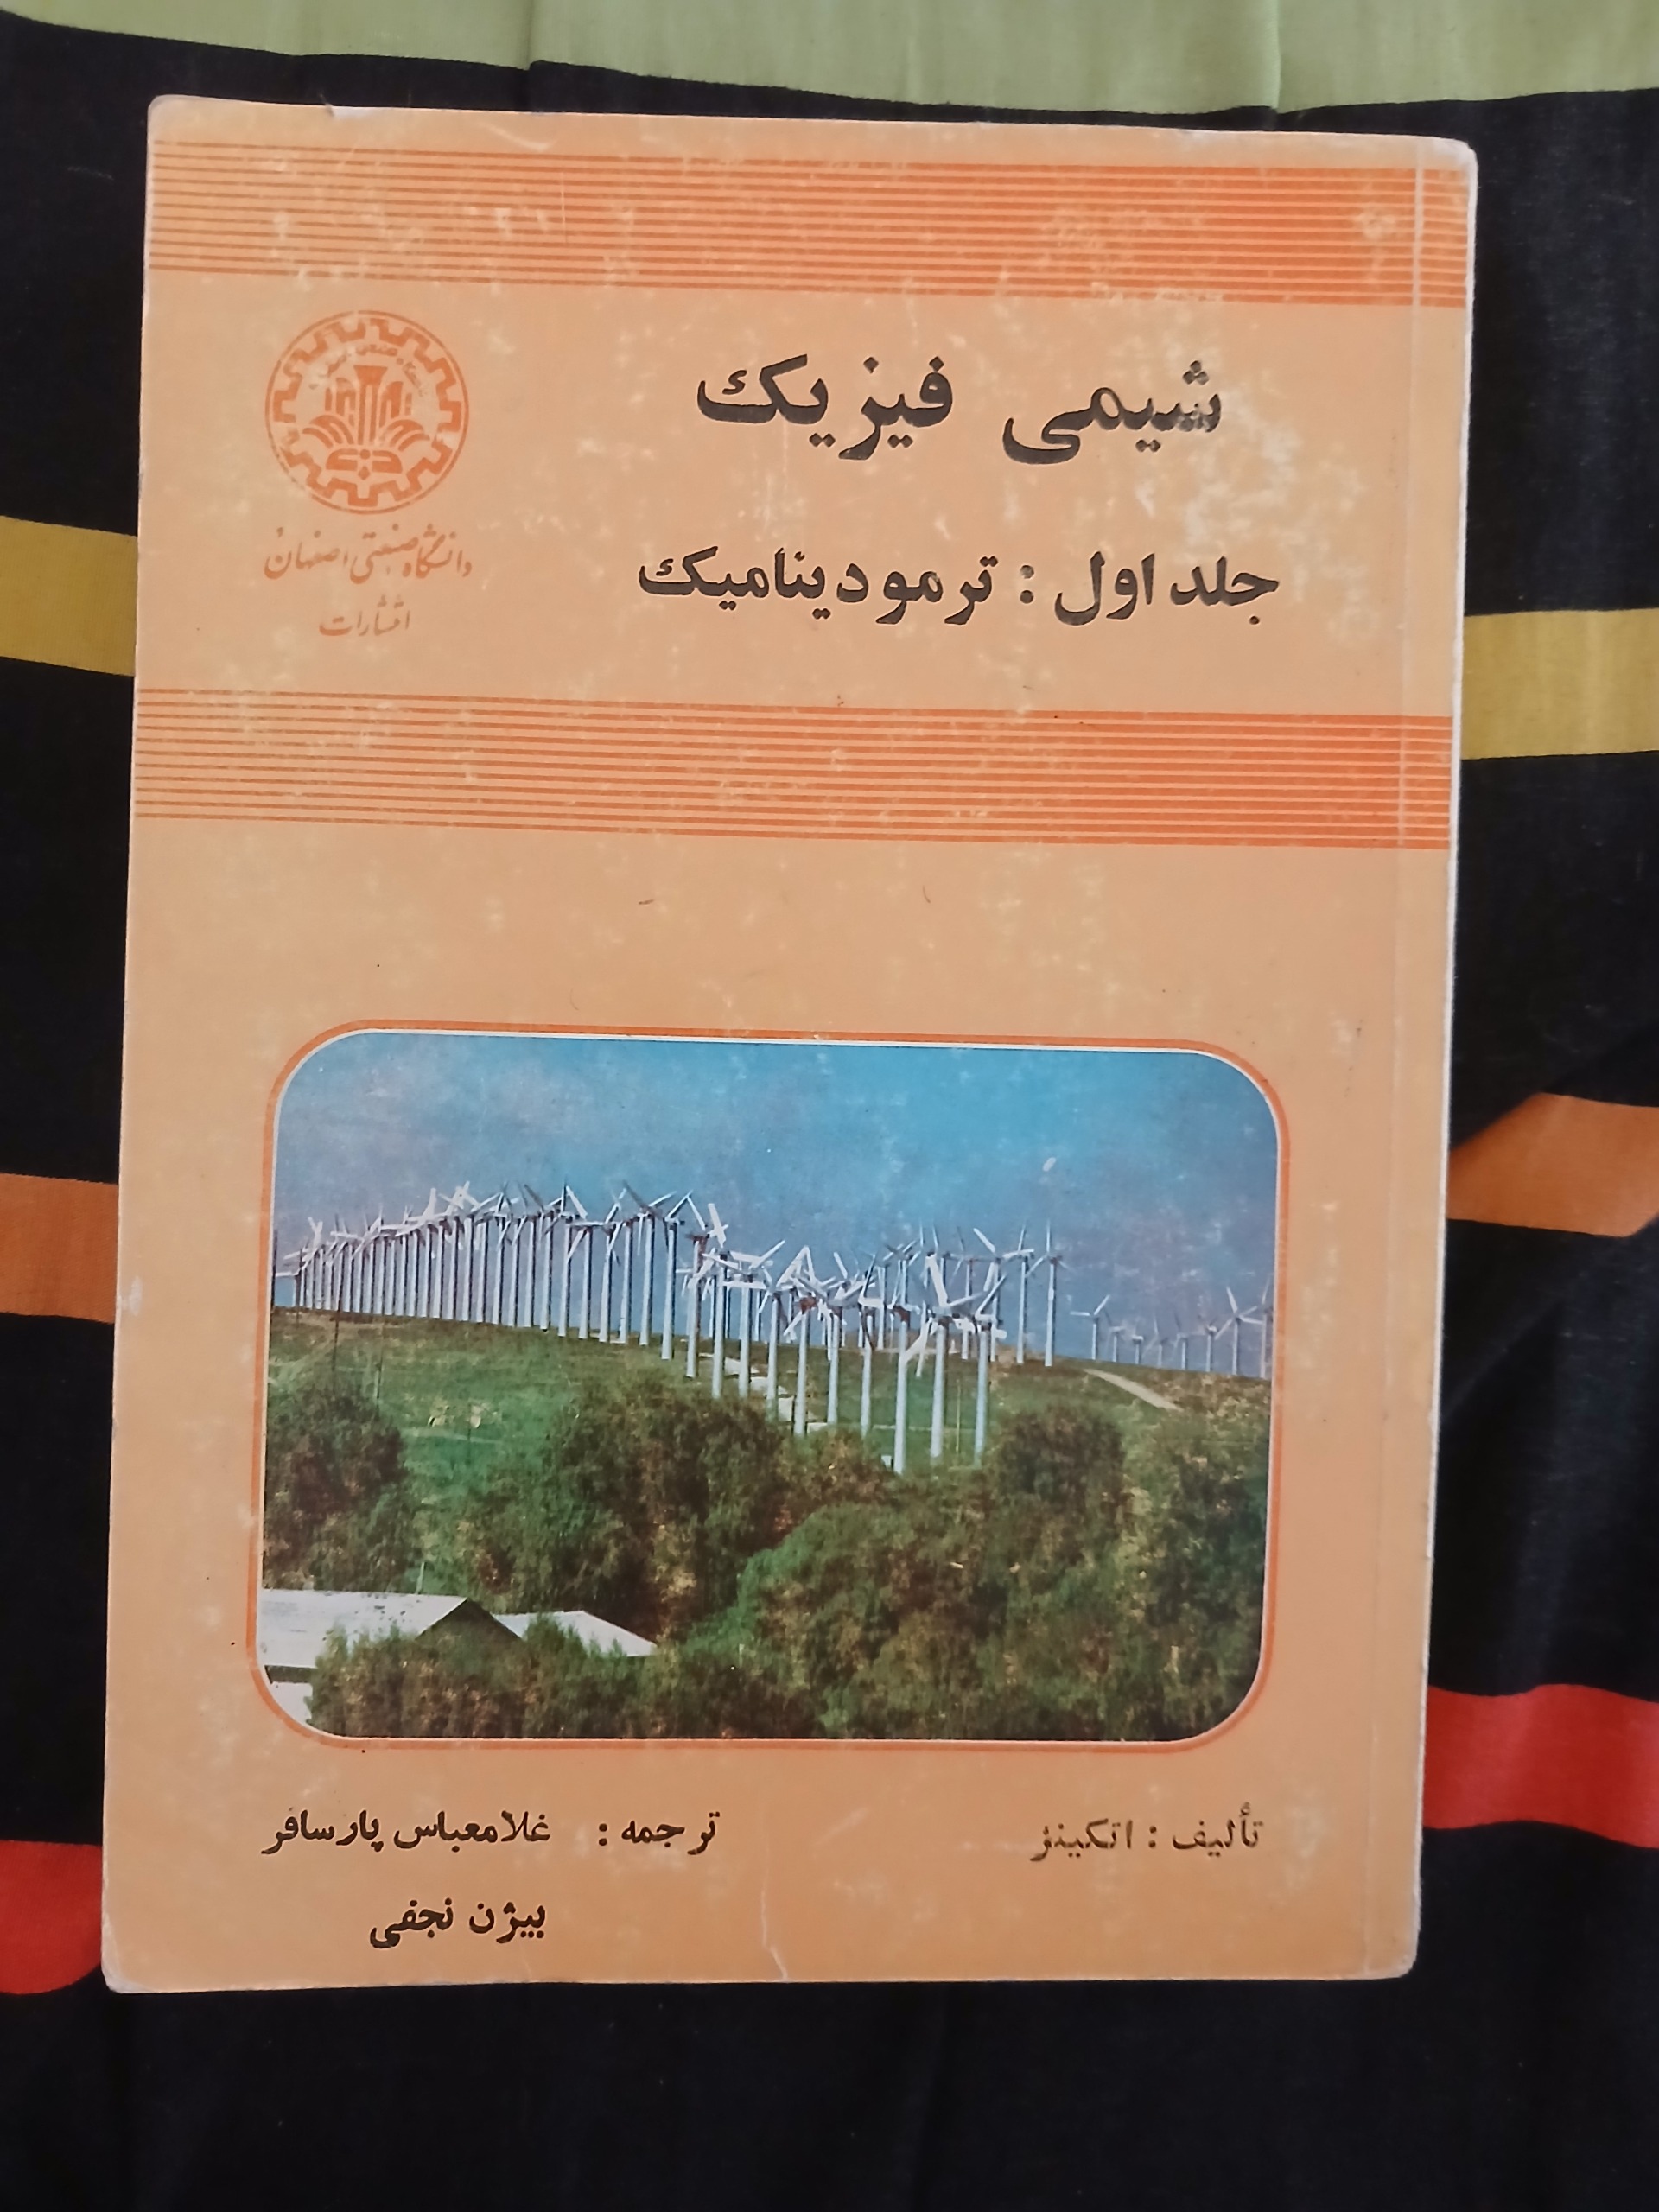 شیمی فیزیک
جلد اول : ترمودینامیک
دانشگاه صنعتی اصفهان
انتشارات
تألیف : اتکینز
ترجمه : غلامعباس پارسافر
بیژن نجفی